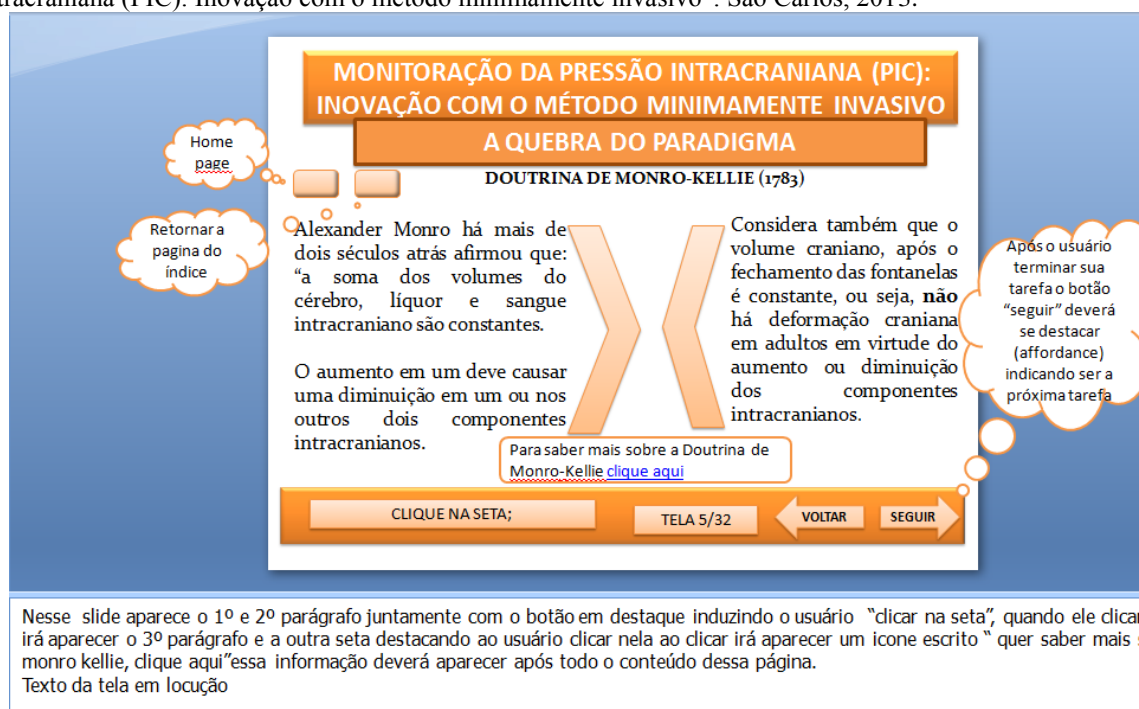 tracraniana (PIC): Inovação com o método minimamente invasivo". São Carlos, 2013.
MONITORAÇÃO DA PRESSÃO INTRACRANIANA (PIC):
INOVAÇÃO COM O MÉTODO MINIMAMENTE INVASIVO
A QUEBRA DO PARADIGMA
DOUTRINA DE MONRO-KELLIE (1783)
Home
page
Retornar a
pagina do
índice
Alexander Monro há mais de
dois séculos atrás afirmou que:
“a soma dos volumes do
cérebro, líquor e sangue
intracraniano são constantes.
O aumento em um deve causar
uma diminuição em um ou nos
outros dois componentes
intracranianos.
Considera também que o
volume craniano, após o
fechamento das fontanelas
é constante, ou seja, não
há deformação craniana
em adultos em virtude do
aumento ou diminuição
dos componentes
intracranianos.
Após o usuário
terminar sua
tarefa o botão
“seguir” deverá
se destacar
(affordance)
indicando ser a
próxima tarefa
Para saber mais sobre a Doutrina de
Monro-Kellie clique aqui
CLIQUE NA SETA;
TELA 5/32
VOLTAR
SEGUIR
Nesse slide aparece o 1º e 2º parágrafo juntamente com o botão em destaque induzindo o usuário “clicar na seta”, quando ele clicar
irá aparecer o 3º parágrafo e a outra seta destacando ao usuário clicar nela ao clicar irá aparecer um icone escrito “ quer saber mais
monro kellie, clique aqui”essa informação deverá aparecer após todo o conteúdo dessa página.
Texto da tela em locução